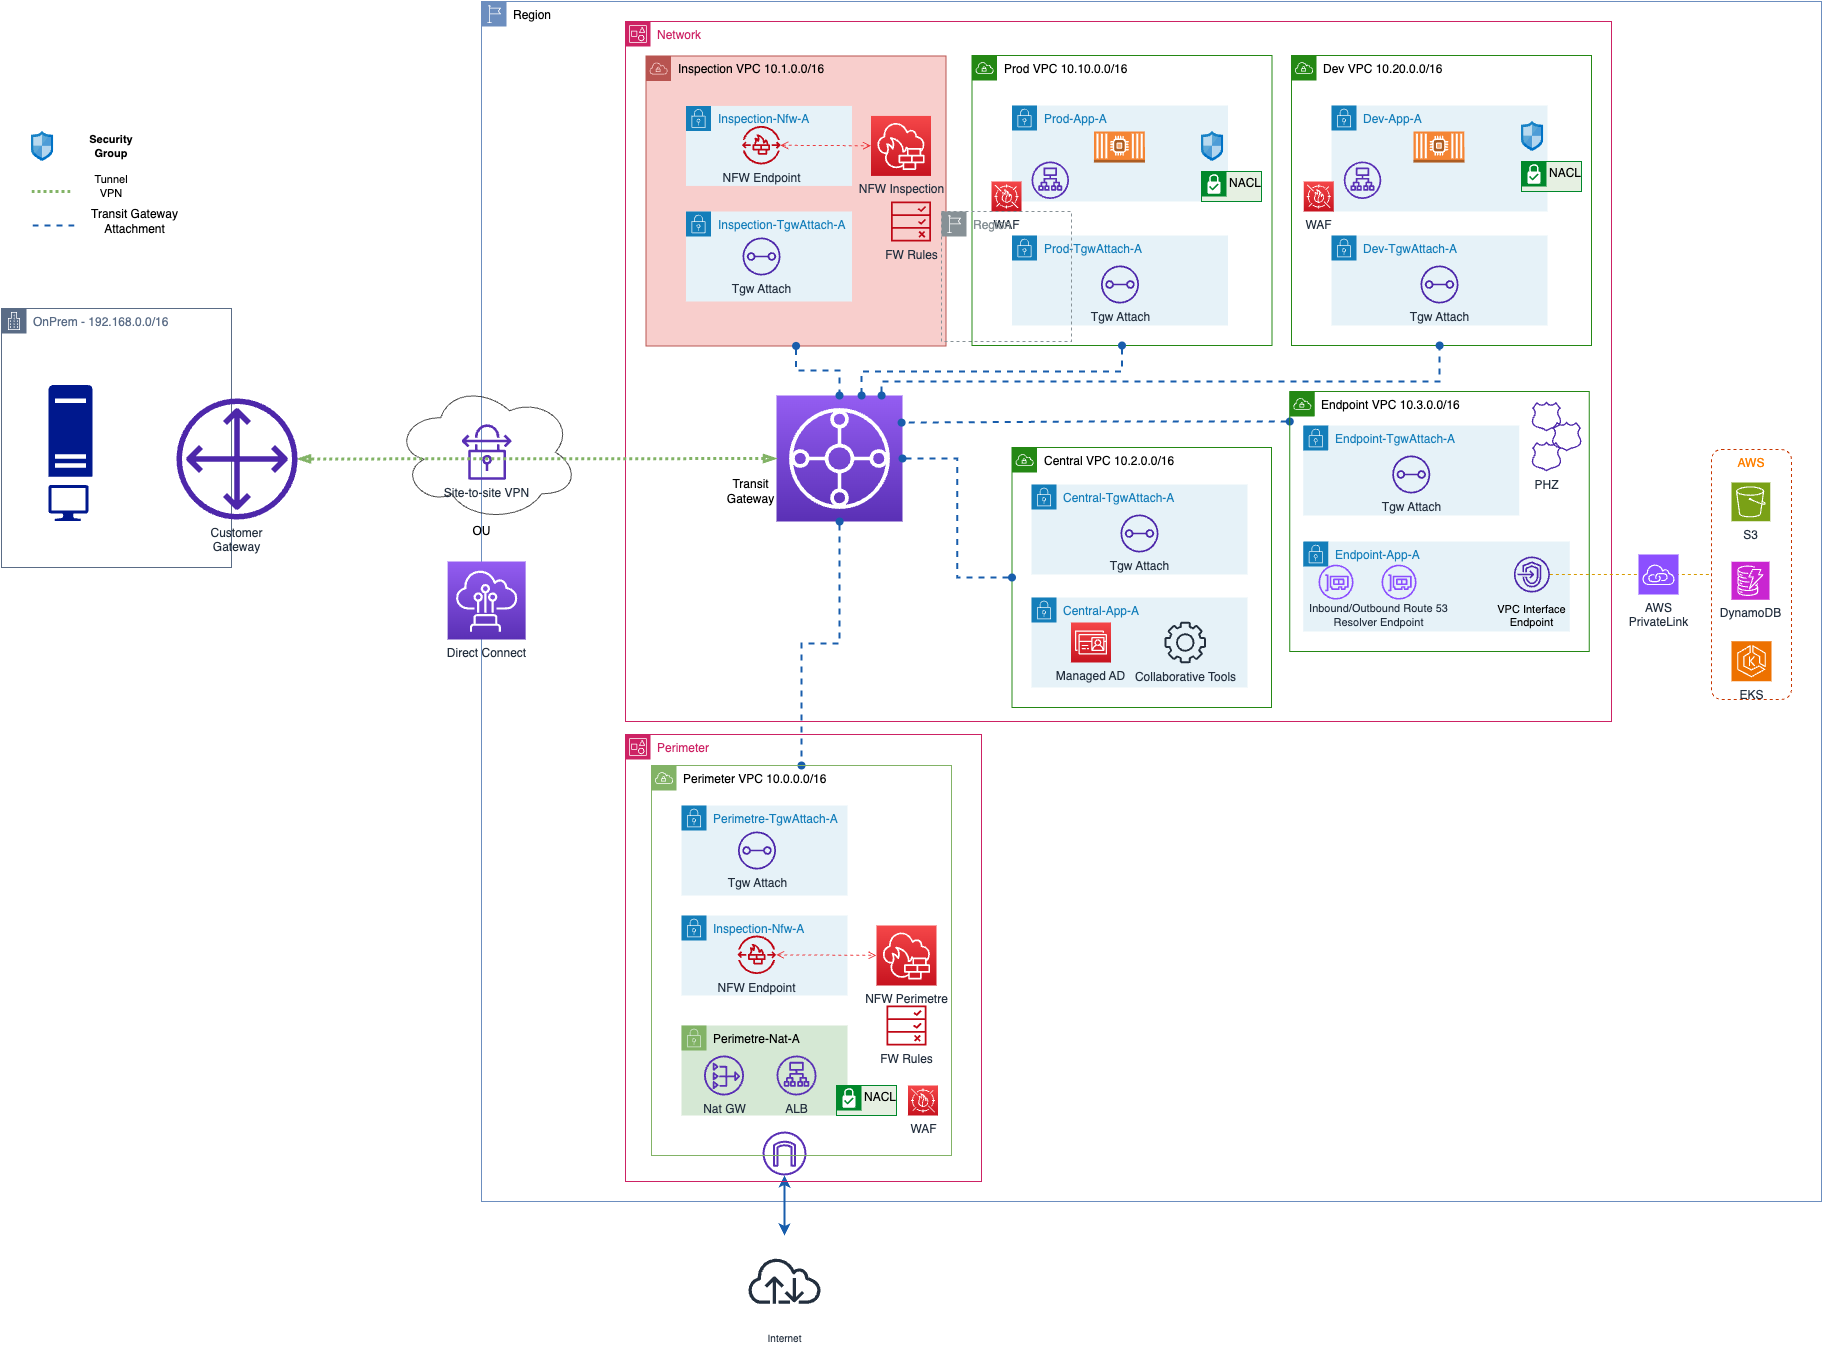 Region
Network
Inspection VPC 10.1.0.0/16
Inspection-Nfw-A
NFW Endpoint
NFW Inspection
FW Rules
Inspection-TgwAttach-A
Tgw Attach
Region
Prod VPC 10.10.0.0/16
Prod-App-A
NACL
WAF
Prod-TgwAttach-A
Tgw Attach
Dev VPC 10.20.0.0/16
Dev-App-A
NACL
WAF
Dev-TgwAttach-A
Tgw Attach
Security
Group
Tunnel
VPN
Transit Gateway
Attachment
OnPrem - 192.168.0.0/16
Customer
Gateway
Site-to-site VPN
OU
Direct Connect
Transit
Gateway
Central VPC 10.2.0.0/16
Central-TgwAttach-A
Tgw Attach
Central-App-A
Managed AD
Collaborative Tools
Endpoint VPC 10.3.0.0/16
Endpoint-TgwAttach-A
Tgw Attach
PHZ
Endpoint-App-A
Inbound/Outbound Route 53
Resolver Endpoint
VPC Interface
Endpoint
AWS
PrivateLink
AWS
S3
DynamoDB
EKS
Perimeter
Perimeter VPC 10.0.0.0/16
Perimetre-TgwAttach-A
Tgw Attach
Inspection-Nfw-A
NFW Endpoint
NFW Perimetre
FW Rules
Perimetre-Nat-A
Nat GW
ALB
NACL
WAF
Internet